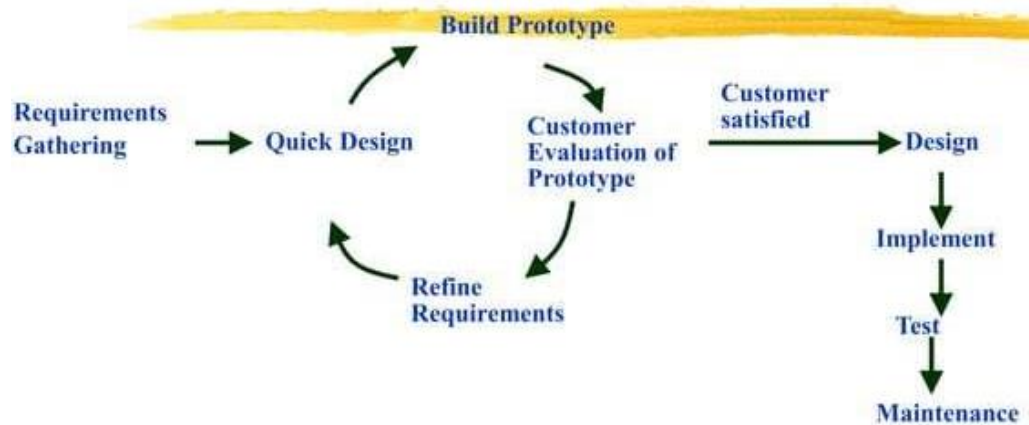 Build Prototype
Requirements
Gathering
Quick Design
Customer
Evaluation of
Prototype
Customer
satisfied
Design
Refine
Requirements
Implement
Test
Maintenance